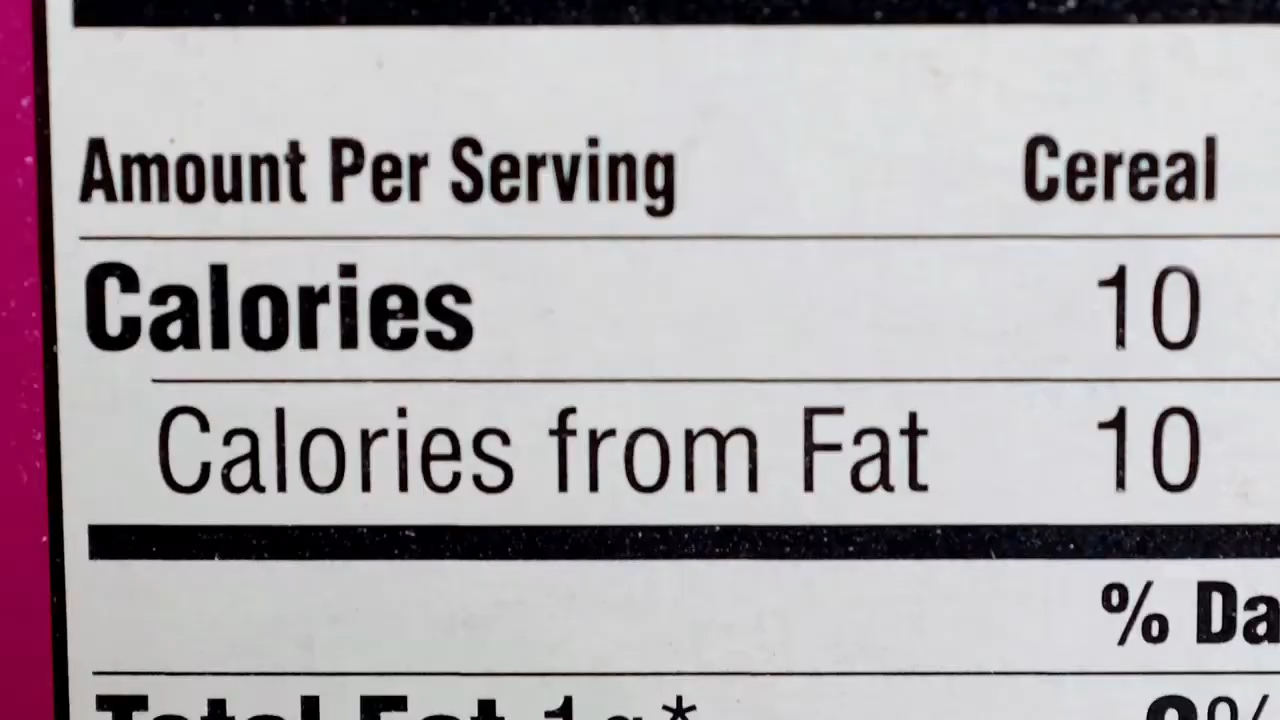 Amount Per Serving Cereal
Calories 10
Calories from Fat 10
% Da
Total Fat 1g*